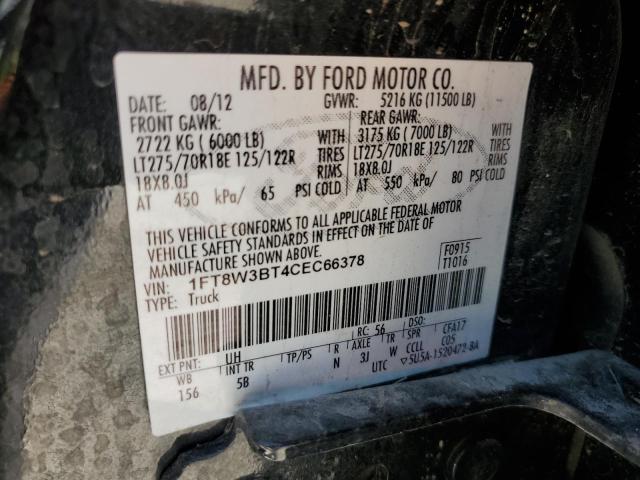 MFD. BY FORD MOTOR CO.
DATE: 08/12 GVWR: 5216 KG (11500 LB)
FRONT GAWR: REAR GAWR:
2722 KG ( 6000 LB) 3175 KG ( 7000 LB)
LT275/70R18E 125/122R TIRES LT275/70R18E 125/122R TIRES
18X8.0J RIMS 18X8.0J RIMS
AT 450 kPa/ 65 PSI COLD AT 550 kPa/ 80 PSI COLD
THIS VEHICLE CONFORMS TO ALL APPLICABLE FEDERAL MOTOR
VEHICLE SAFETY STANDARDS IN EFFECT ON THE DATE OF
MANUFACTURE SHOWN ABOVE.
F0915
T1016
VIN: 1FT8W3BT4CEC66378
TYPE: Truck
EXT PNT: UH RC: 56 DSO:
WB INT TR TP/PS R AXLE TR SPR CFA17
156 5B N 3J W CCLL C05
UTC ▽5U5A-1520472-BA